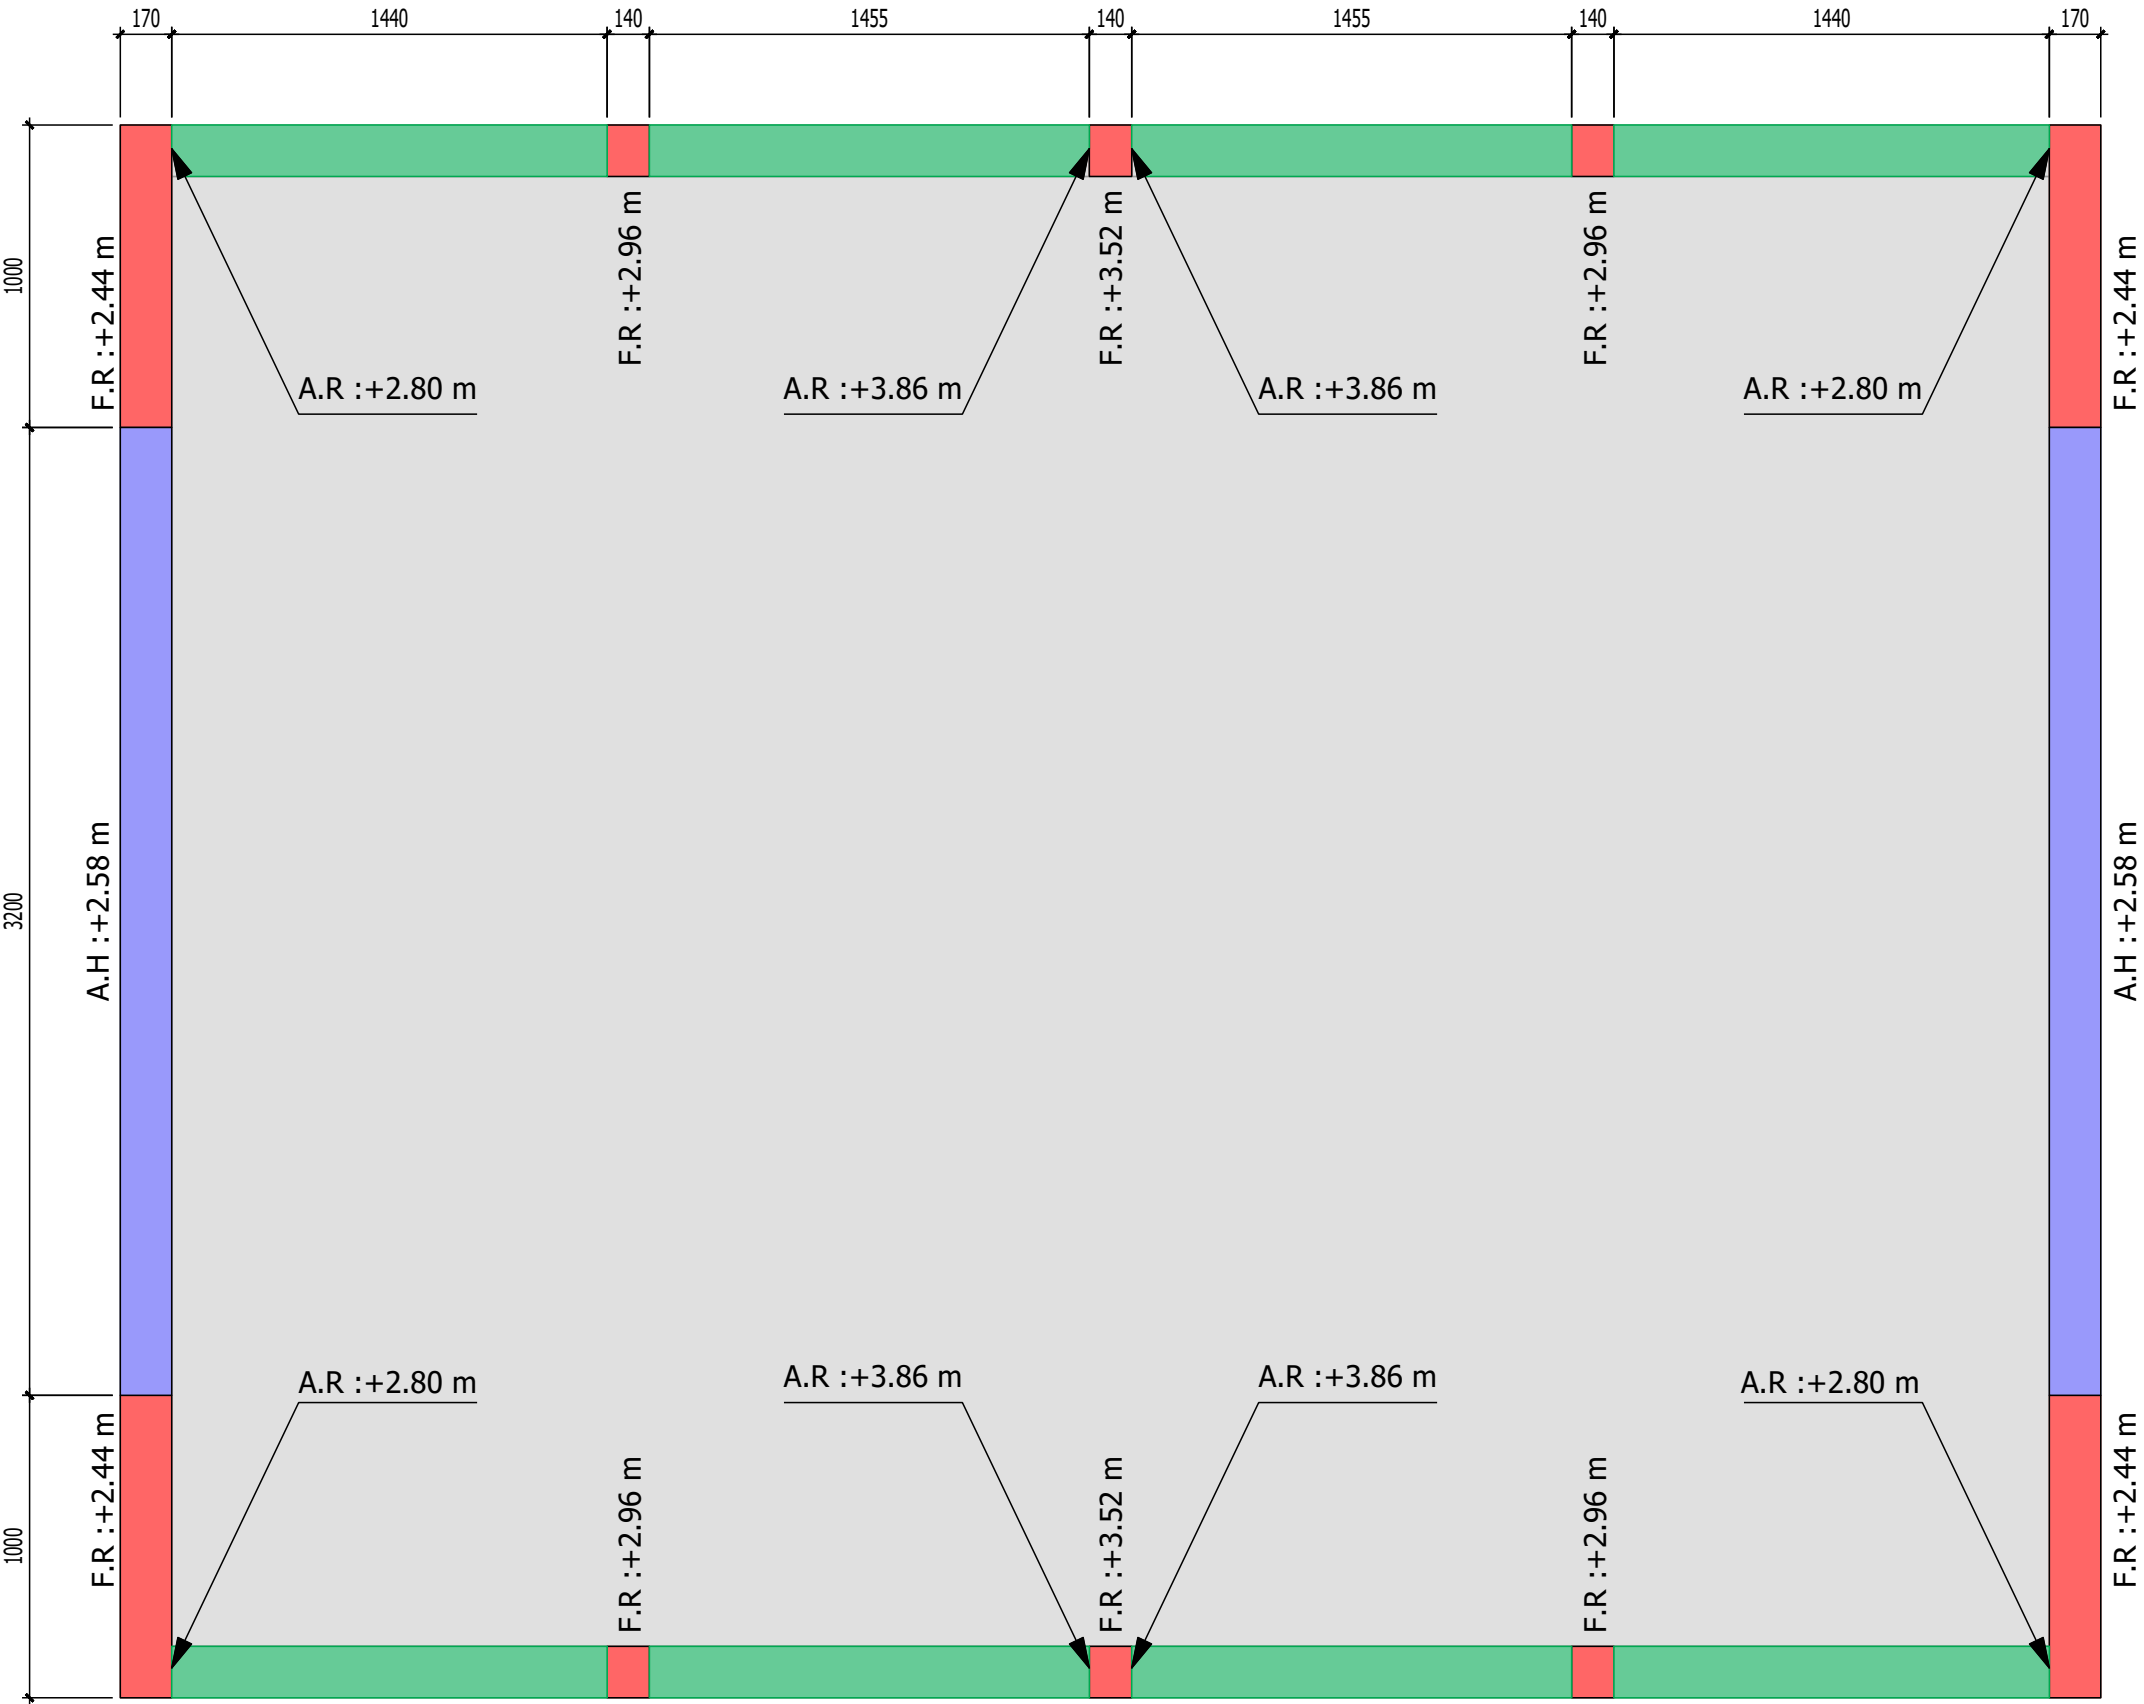 170
1440
140
1455
140
1455
140
1440
170
1000
F.R :+2.44 m
F.R :+2.96 m
F.R :+3.52 m
F.R :+2.96 m
F.R :+2.44 m
A.R :+2.80 m
A.R :+3.86 m
A.R :+3.86 m
A.R :+2.80 m
3200
A.H :+2.58 m
A.H :+2.58 m
A.R :+2.80 m
A.R :+3.86 m
A.R :+3.86 m
A.R :+2.80 m
1000
F.R :+2.44 m
F.R :+2.96 m
F.R :+3.52 m
F.R :+2.96 m
F.R :+2.44 m